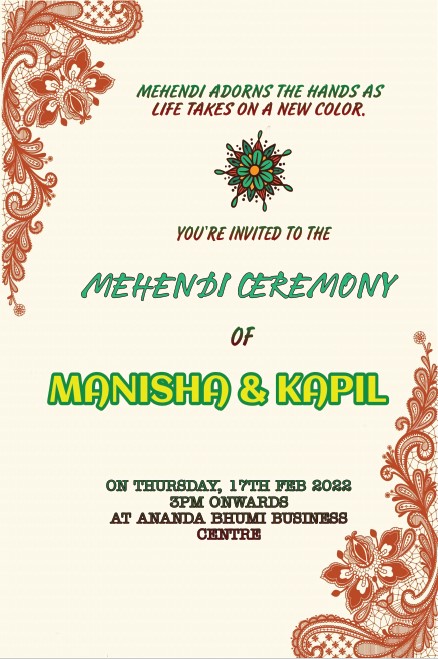 MEHENDI ADORNS THE HANDS AS
LIFE TAKES ON A NEW COLOR.
YOU'RE INVITED TO THE
MEHENDI CEREMONY
OF
MANISHA & KAPIL
ON THURSDAY, 17TH FEB 2022
3PM ONWARDS
AT ANANDA BHUMI BUSINESS
CENTRE